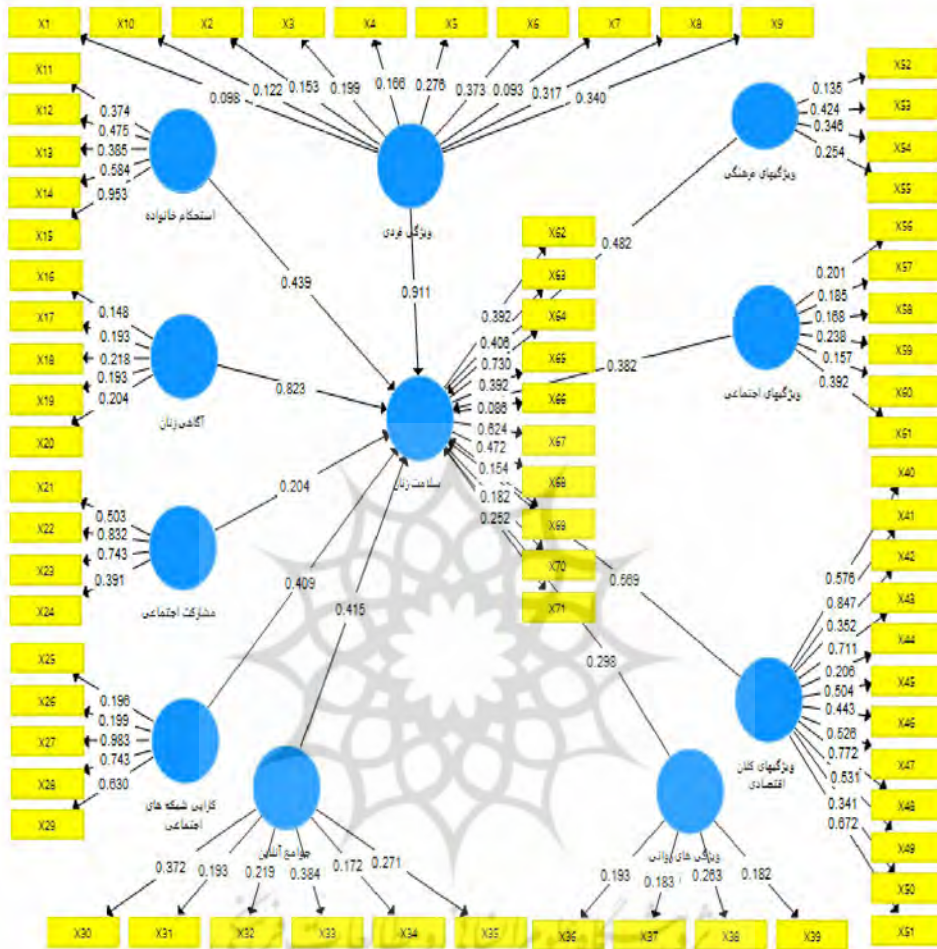 X1 X10 X2 X3 X4 X5 X6 X7 X8 X9
0.098 0.122 0.153 0.199 0.166 0.276 0.373 0.093 0.317 0.340
ویژگی فردی
0.911
X11
X12
X13
X14
X15
0.374
0.475
0.385
0.584
0.953
استحکام خانواده
0.439
X16
X17
X18
X19
X20
0.148
0.193
0.218
0.193
0.204
آگاهی زنان
0.823
X21
X22
X23
X24
0.503
0.832
0.743
0.391
مشارکت اجتماعی
0.204
X25
X26
X27
X28
X29
0.196
0.199
0.983
0.743
0.630
کارایی شبکه های
اجتماعی
0.409
جوامع آنلاین
0.415
0.372 0.193 0.219 0.384 0.172 0.271
X30 X31 X32 X33 X34 X35
سلامت زنان
X62
X63
X64
X65
X66
X67
X68
X69
X70
X71
0.392
0.406
0.730
0.392
0.086
0.624
0.472
0.154
0.182
0.252
X52
X53
X54
X55
0.135
0.424
0.346
0.254
ویژگیهای فرهنگی
0.482
X56
X57
X58
X59
X60
X61
0.201
0.185
0.168
0.238
0.157
0.392
ویژگیهای اجتماعی
0.382
X40
X41
X42
X43
X44
X45
X46
X47
X48
X49
X50
X51
0.576
0.847
0.352
0.711
0.206
0.504
0.443
0.526
0.772
0.531
0.341
0.672
ویژگیهای کلان
اقتصادی
0.569
ویژگی های روانی
0.298
0.193 0.183 0.263 0.182
X36 X37 X38 X39